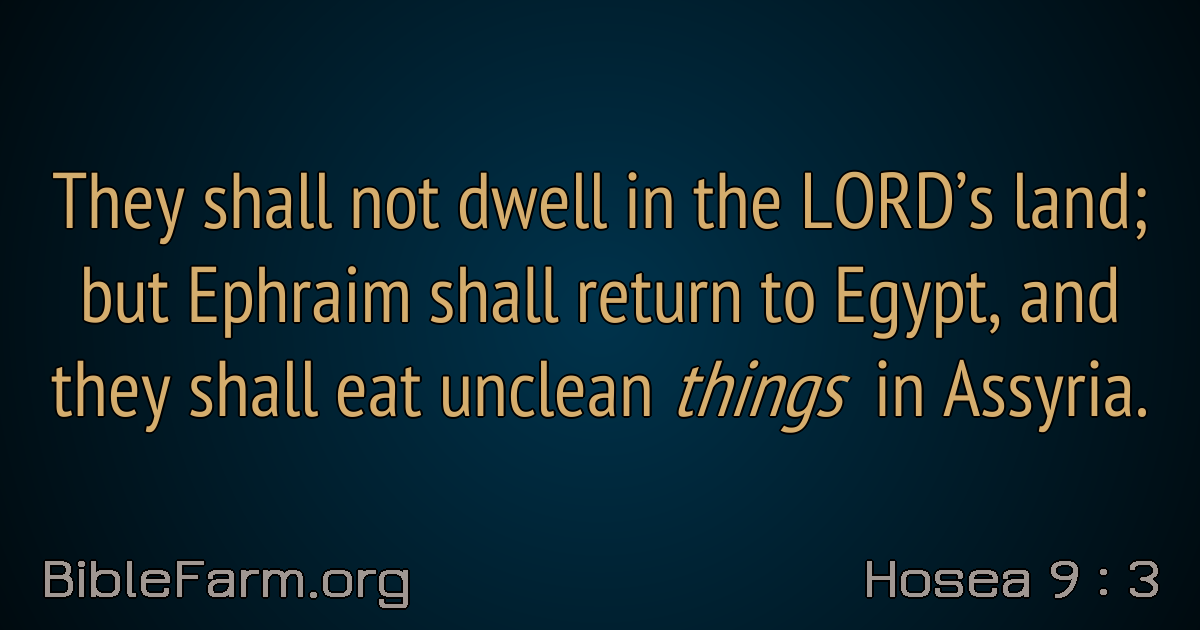 They shall not dwell in the LORD’s land;
but Ephraim shall return to Egypt, and
they shall eat unclean things in Assyria.
BibleFarm.org
Hosea 9 : 3